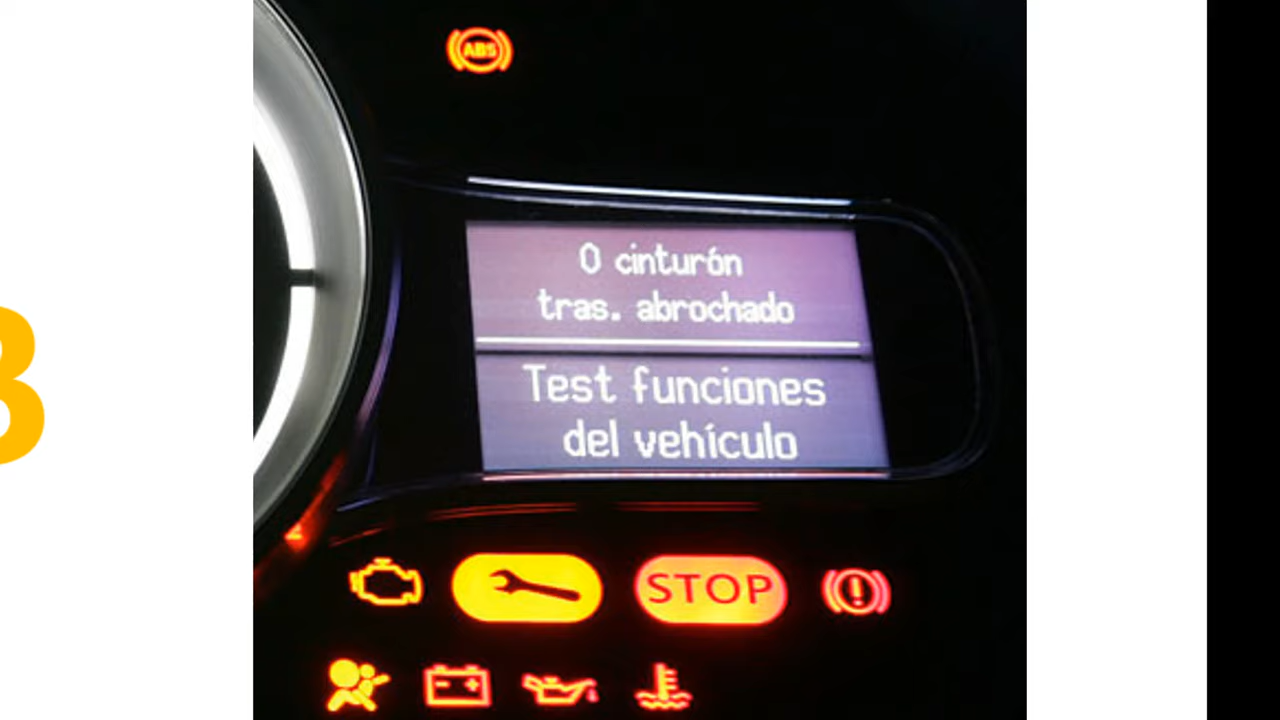 ABS
0 cinturón
tras. abrochado
Test funciones
del vehículo
STOP